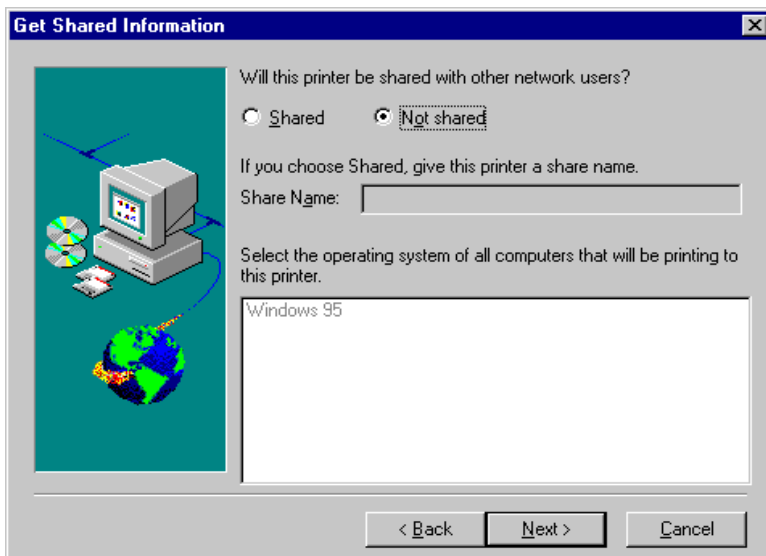 Get Shared Information
Will this printer be shared with other network users?
Shared Not shared
If you choose Shared, give this printer a share name.
Share Name:
Select the operating system of all computers that will be printing to
this printer.
Windows 95
< Back Next > Cancel